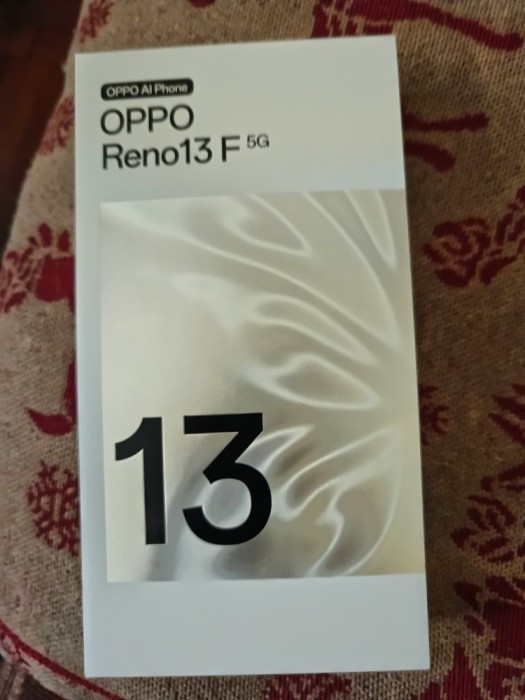 OPPO AI Phone
OPPO
Reno13 F 5G
13